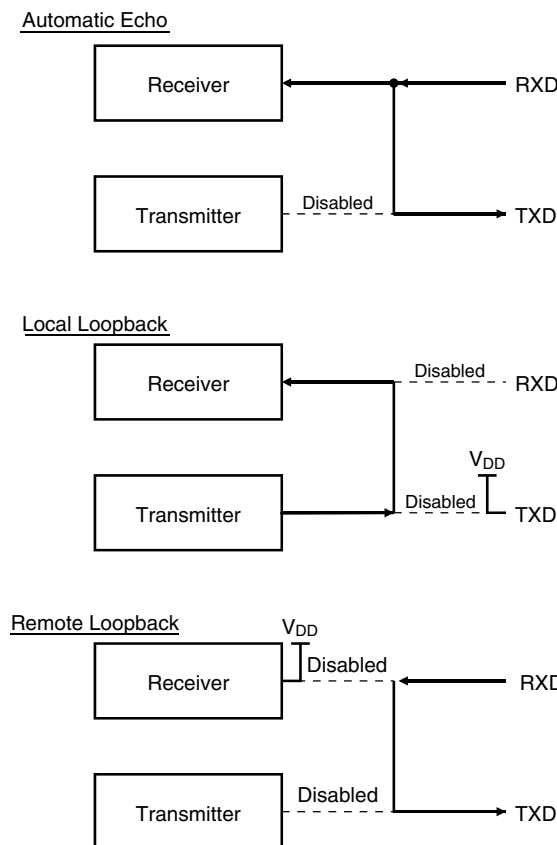 Automatic Echo
Receiver
RXD
Transmitter
Disabled
TXD
Local Loopback
Receiver
Disabled
RXD
VDD
Transmitter
Disabled
TXD
Remote Loopback
VDD
Receiver
Disabled
RXD
Transmitter
Disabled
TXD